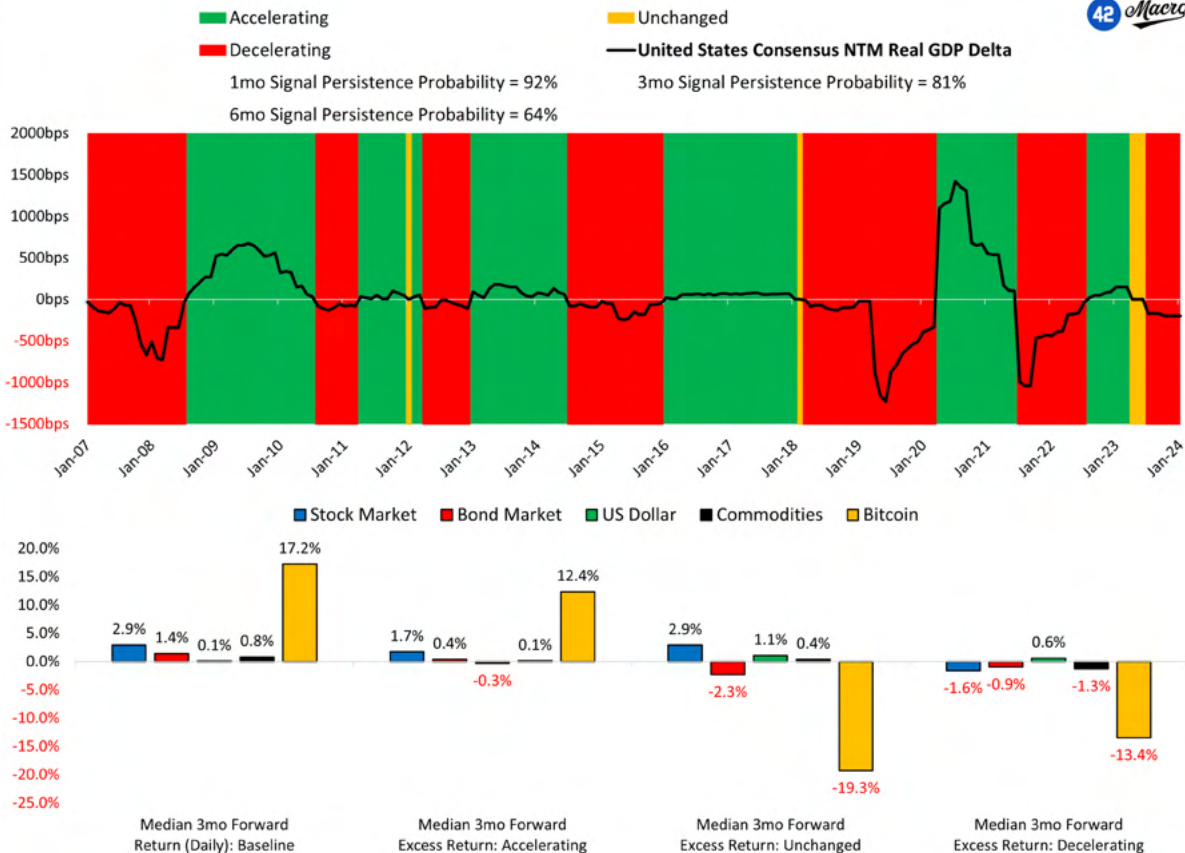 42 Macro
Accelerating
Unchanged
Decelerating
United States Consensus NTM Real GDP Delta
1mo Signal Persistence Probability = 92%
3mo Signal Persistence Probability = 81%
6mo Signal Persistence Probability = 64%
2000bps
1500bps
1000bps
500bps
0bps
-500bps
-1000bps
-1500bps
Jan-07
Jan-08
Jan-09
Jan-10
Jan-11
Jan-12
Jan-13
Jan-14
Jan-15
Jan-16
Jan-17
Jan-18
Jan-19
Jan-20
Jan-21
Jan-22
Jan-23
Jan-24
Stock Market Bond Market US Dollar Commodities Bitcoin
20.0%
15.0%
10.0%
5.0%
0.0%
-5.0%
-10.0%
-15.0%
-20.0%
-25.0%
2.9% 1.4% 0.1% 0.8% 17.2%
1.7% 0.4% -0.3% 0.1% 12.4%
2.9% -2.3% 1.1% 0.4% -19.3%
-1.6% -0.9% 0.6% -1.3% -13.4%
Median 3mo Forward
Return (Daily): Baseline
Median 3mo Forward
Excess Return: Accelerating
Median 3mo Forward
Excess Return: Unchanged
Median 3mo Forward
Excess Return: Decelerating